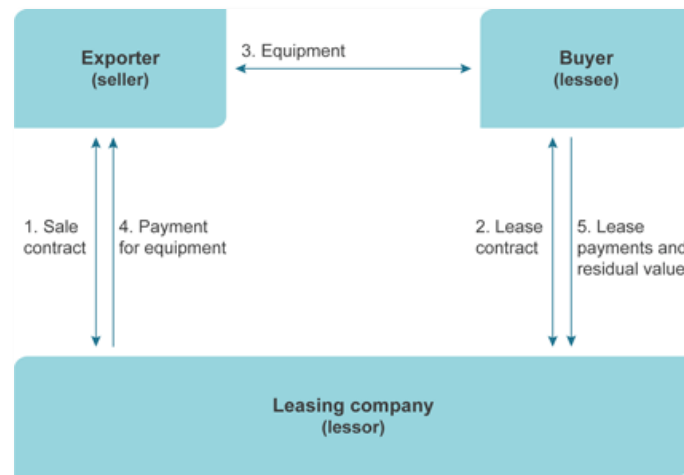 Exporter
(seller)
3. Equipment
Buyer
(lessee)
1. Sale
contract
4. Payment
for equipment
2. Lease
contract
5. Lease
payments and
residual value
Leasing company
(lessor)